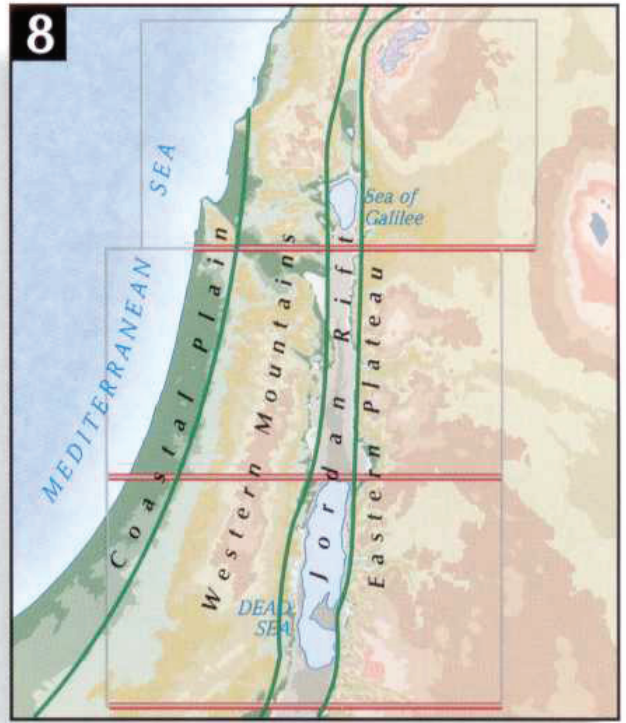 8
MEDITERRANEAN SEA
Sea of
Galilee
Coastal Plain
Western Mountains
Jordan Rift
Eastern Plateau
DEAD
SEA